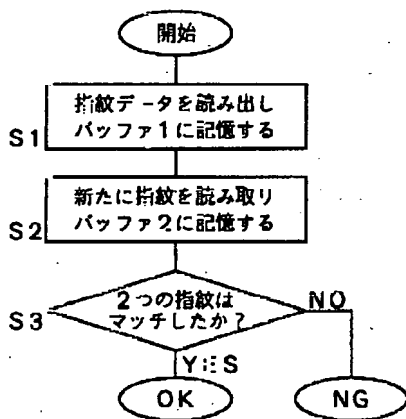 開始
指紋データを読み出し
S1 バッファ1に記憶する
新たに指紋を読み取り
S2 バッファ2に記憶する
2つの指紋は
S3 マッチしたか?
NO
YES
OK
NG